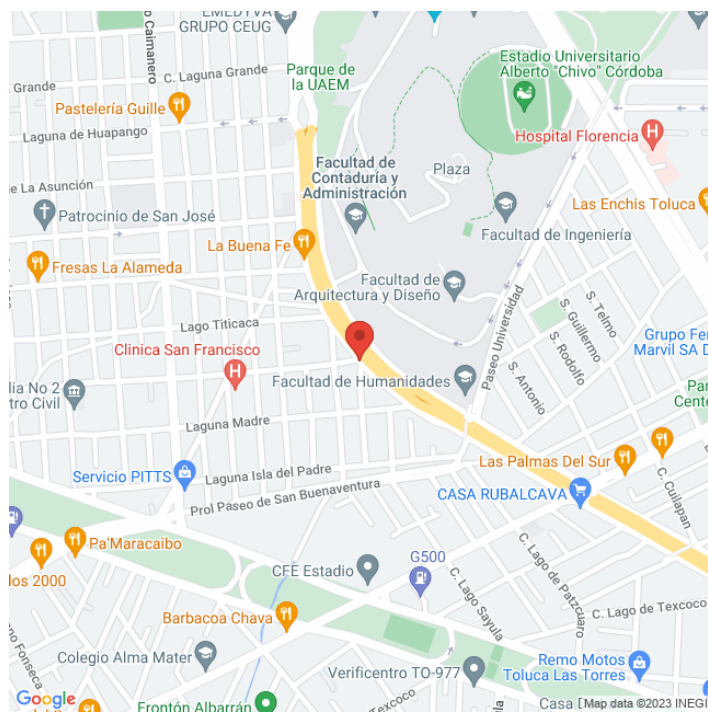 EMEDYVA
GRUPO CEUG
Caimanero
C. Laguna Grande
Grande
Parque de
la UAEM
Estadio Universitario
Alberto "Chivo" Córdoba
Pastelería Guille
Laguna de Huapango
Hospital Florencia
Facultad de
Contaduría y
Administración
Plaza
De La Asunción
Patrocinio de San José
Las Enchis Toluca
Facultad de Ingeniería
La Buena Fe
Fresas La Alameda
Facultad de
Arquitectura y Diseño
Paseo Universidad
S. Telmo
S. Guillermo
S. Rodolfo
S. Antonio
Lago Titicaca
Clinica San Francisco
Grupo Fer
Marvil SA D
Facultad de Humanidades
lia No 2
tro Civil
Par
Cente
Laguna Madre
Servicio PITTS
Laguna Isla del Padre
Las Palmas Del Sur
Prol Paseo de San Buenaventura
CASA RUBALCAVA
C. Cuilapan
Pa'Maracaibo
los 2000
CFE Estadio
G500
C. Lago Sayula
C. Lago de Patzcuaro
C. Lago de Texcoco
Barbacoa Chava
Fonseca
Colegio Alma Mater
Verificentro TO-977
Remo Motos
Toluca Las Torres
Google
Frontón Albarrán
Texcoco
Casa
Map data ©2023 INEGI